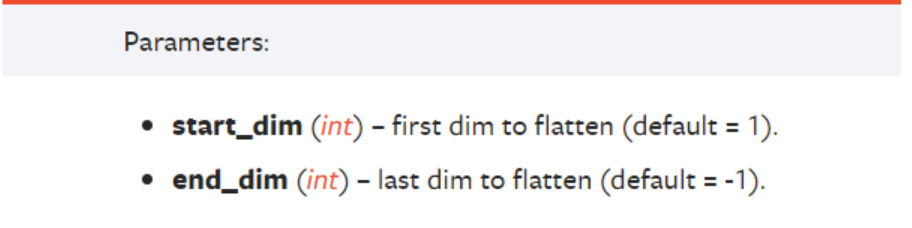 Parameters:
• start_dim (int) – first dim to flatten (default = 1).
• end_dim (int) – last dim to flatten (default = -1).